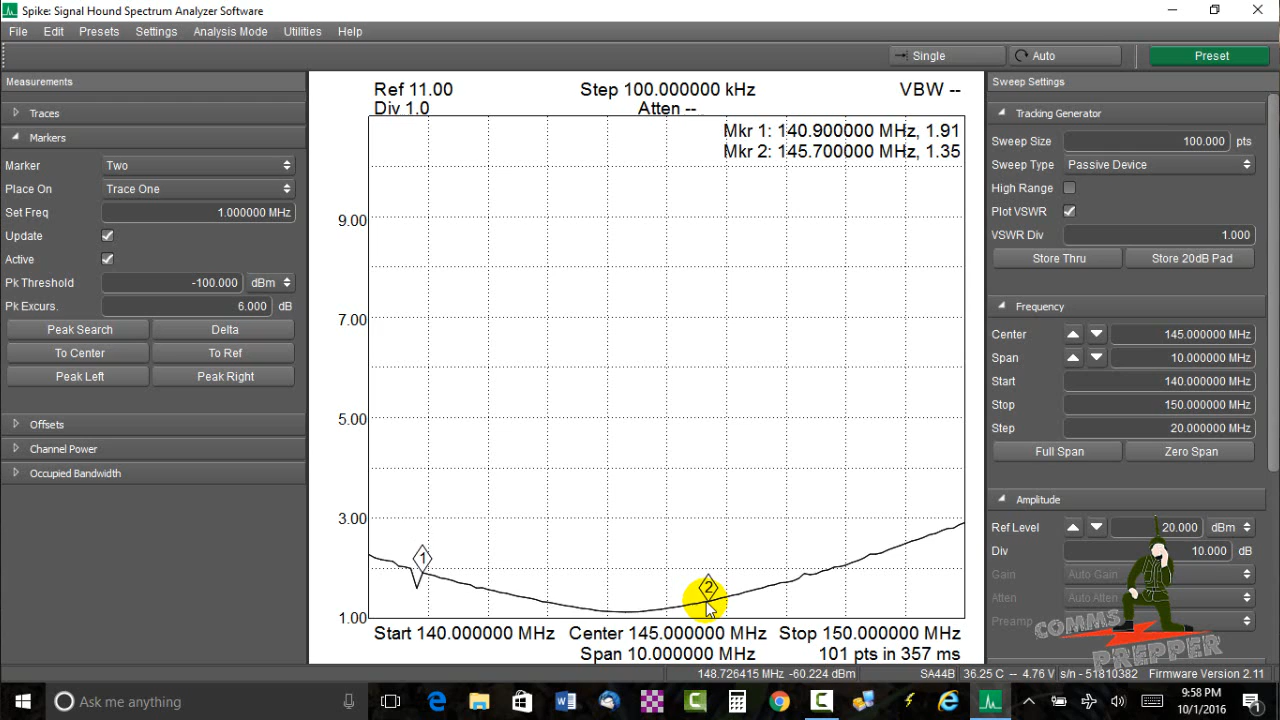 Spike: Signal Hound Spectrum Analyzer Software
File Edit Presets Settings Analysis Mode Utilities Help
Single Auto Preset
Measurements
Traces
Markers
Marker Two
Place On Trace One
Set Freq 1.000000 MHz
Update
Active
Pk Threshold -100.000 dBm
Pk Excurs. 6.000 dB
Peak Search Delta
To Center To Ref
Peak Left Peak Right
Offsets
Channel Power
Occupied Bandwidth
Ref 11.00 Step 100.000000 kHz VBW --
Div 1.0 Atten --
Mkr 1: 140.900000 MHz, 1.91
Mkr 2: 145.700000 MHz, 1.35
9.00
7.00
5.00
3.00
1.00
1
2
Start 140.000000 MHz Center 145.000000 MHz Stop 150.000000 MHz
Span 10.000000 MHz 101 pts in 357 ms
Sweep Settings
Tracking Generator
Sweep Size 100.000 pts
Sweep Type Passive Device
High Range
Plot VSWR
VSWR Div 1.000
Store Thru Store 20dB Pad
Frequency
Center 145.000000 MHz
Span 10.000000 MHz
Start 140.000000 MHz
Stop 150.000000 MHz
Step 20.000000 MHz
Full Span Zero Span
Amplitude
Ref Level 20.000 dBm
Div 10.000 dB
Gain Auto Gain
Atten Auto Atten
Preamp
COMMS
PREPPER
148.726415 MHz -60.224 dBm SA44B 36.25 C -- 4.76 V s/n - 51810382 Firmware Version 2.11
Ask me anything
9:58 PM
10/1/2016